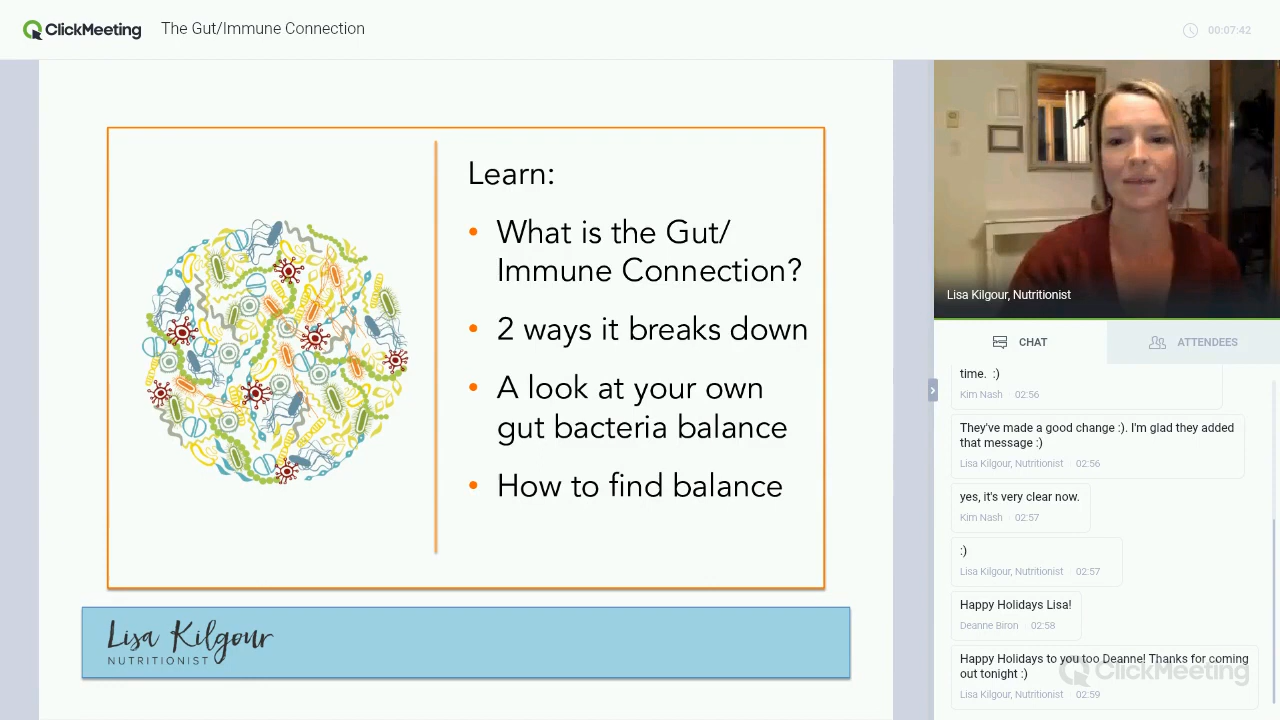 ClickMeeting
The Gut/Immune Connection
00:07:42
Learn:
• What is the Gut/
Immune Connection?
• 2 ways it breaks down
• A look at your own
gut bacteria balance
• How to find balance
Lisa Kilgour
NUTRITIONIST
Lisa Kilgour, Nutritionist
CHAT
ATTENDEES
time. :)
Kim Nash 02:56
They've made a good change :). I'm glad they added
that message :)
Lisa Kilgour, Nutritionist 02:56
yes, it's very clear now.
Kim Nash 02:57
:)
Lisa Kilgour, Nutritionist 02:57
Happy Holidays Lisa!
Deanne Biron 02:58
Happy Holidays to you too Deanne! Thanks for coming
out tonight :)
Lisa Kilgour, Nutritionist 02:59
ClickMeeting